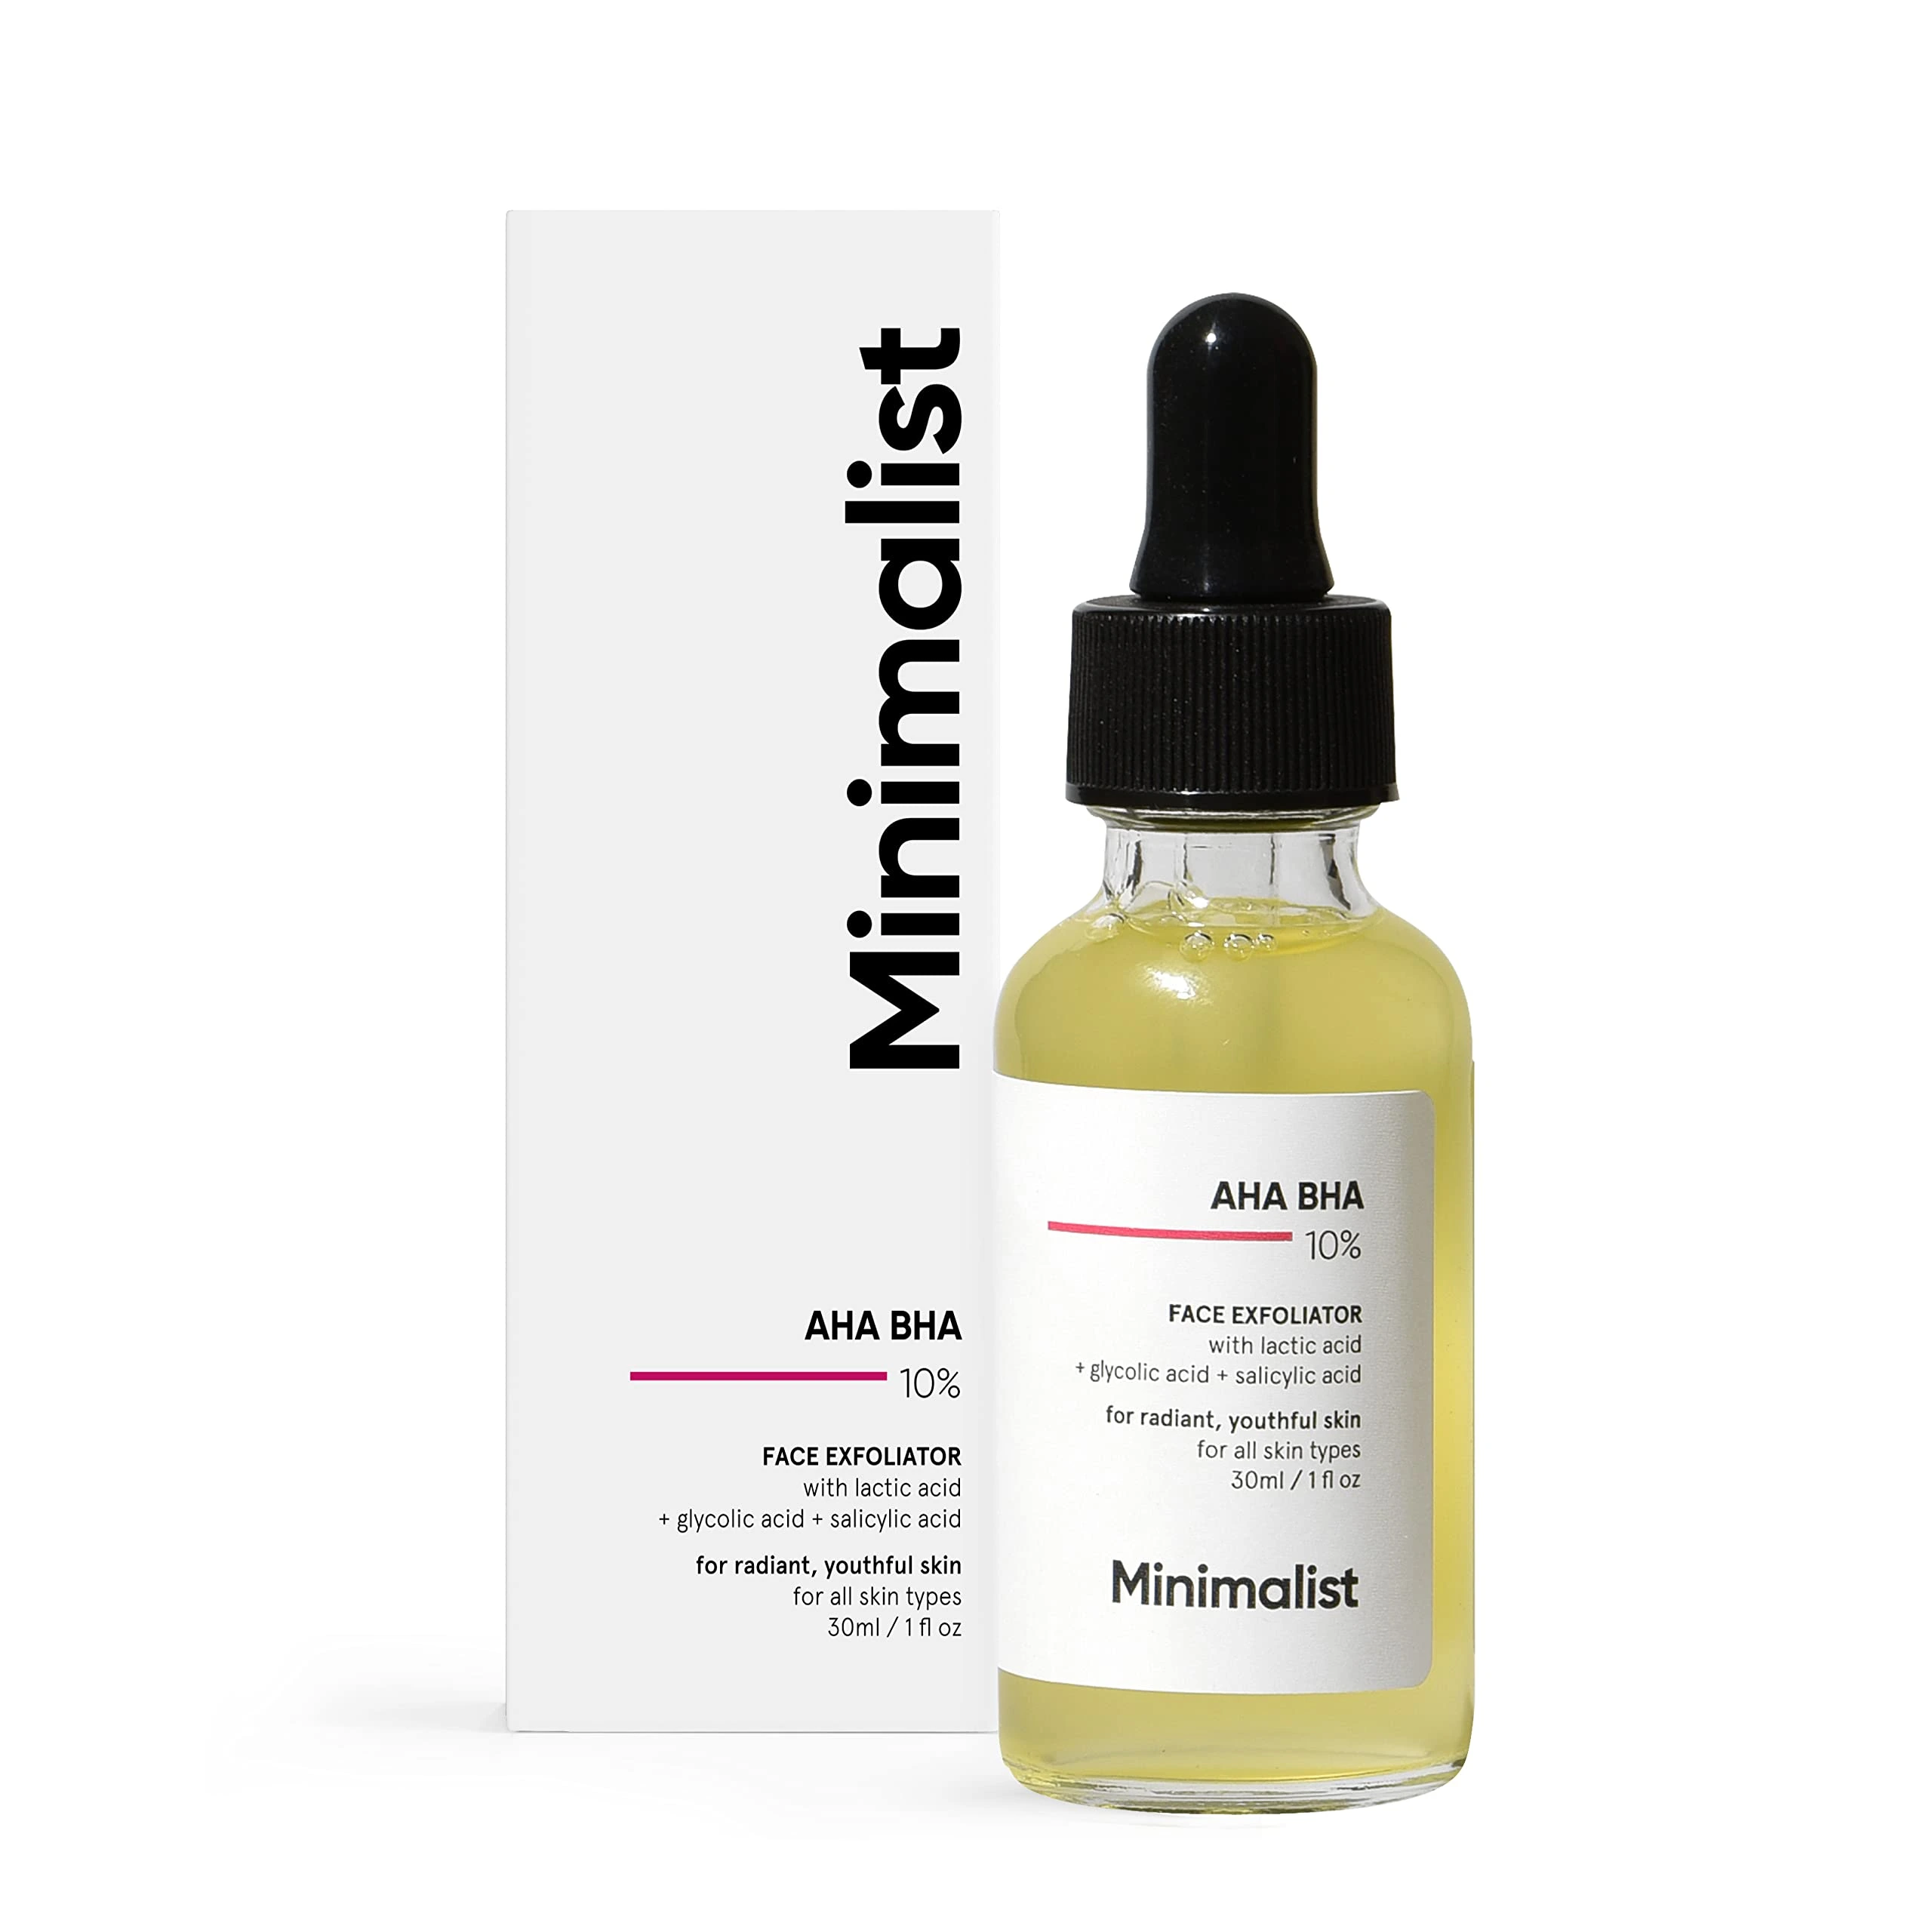 Minimalist
AHA BHA
10%
FACE EXFOLIATOR
with lactic acid
+ glycolic acid + salicylic acid
for radiant, youthful skin
for all skin types
30ml / 1 fl oz
AHA BHA
10%
FACE EXFOLIATOR
with lactic acid
+ glycolic acid + salicylic acid
for radiant, youthful skin
for all skin types
30ml / 1 fl oz
Minimalist